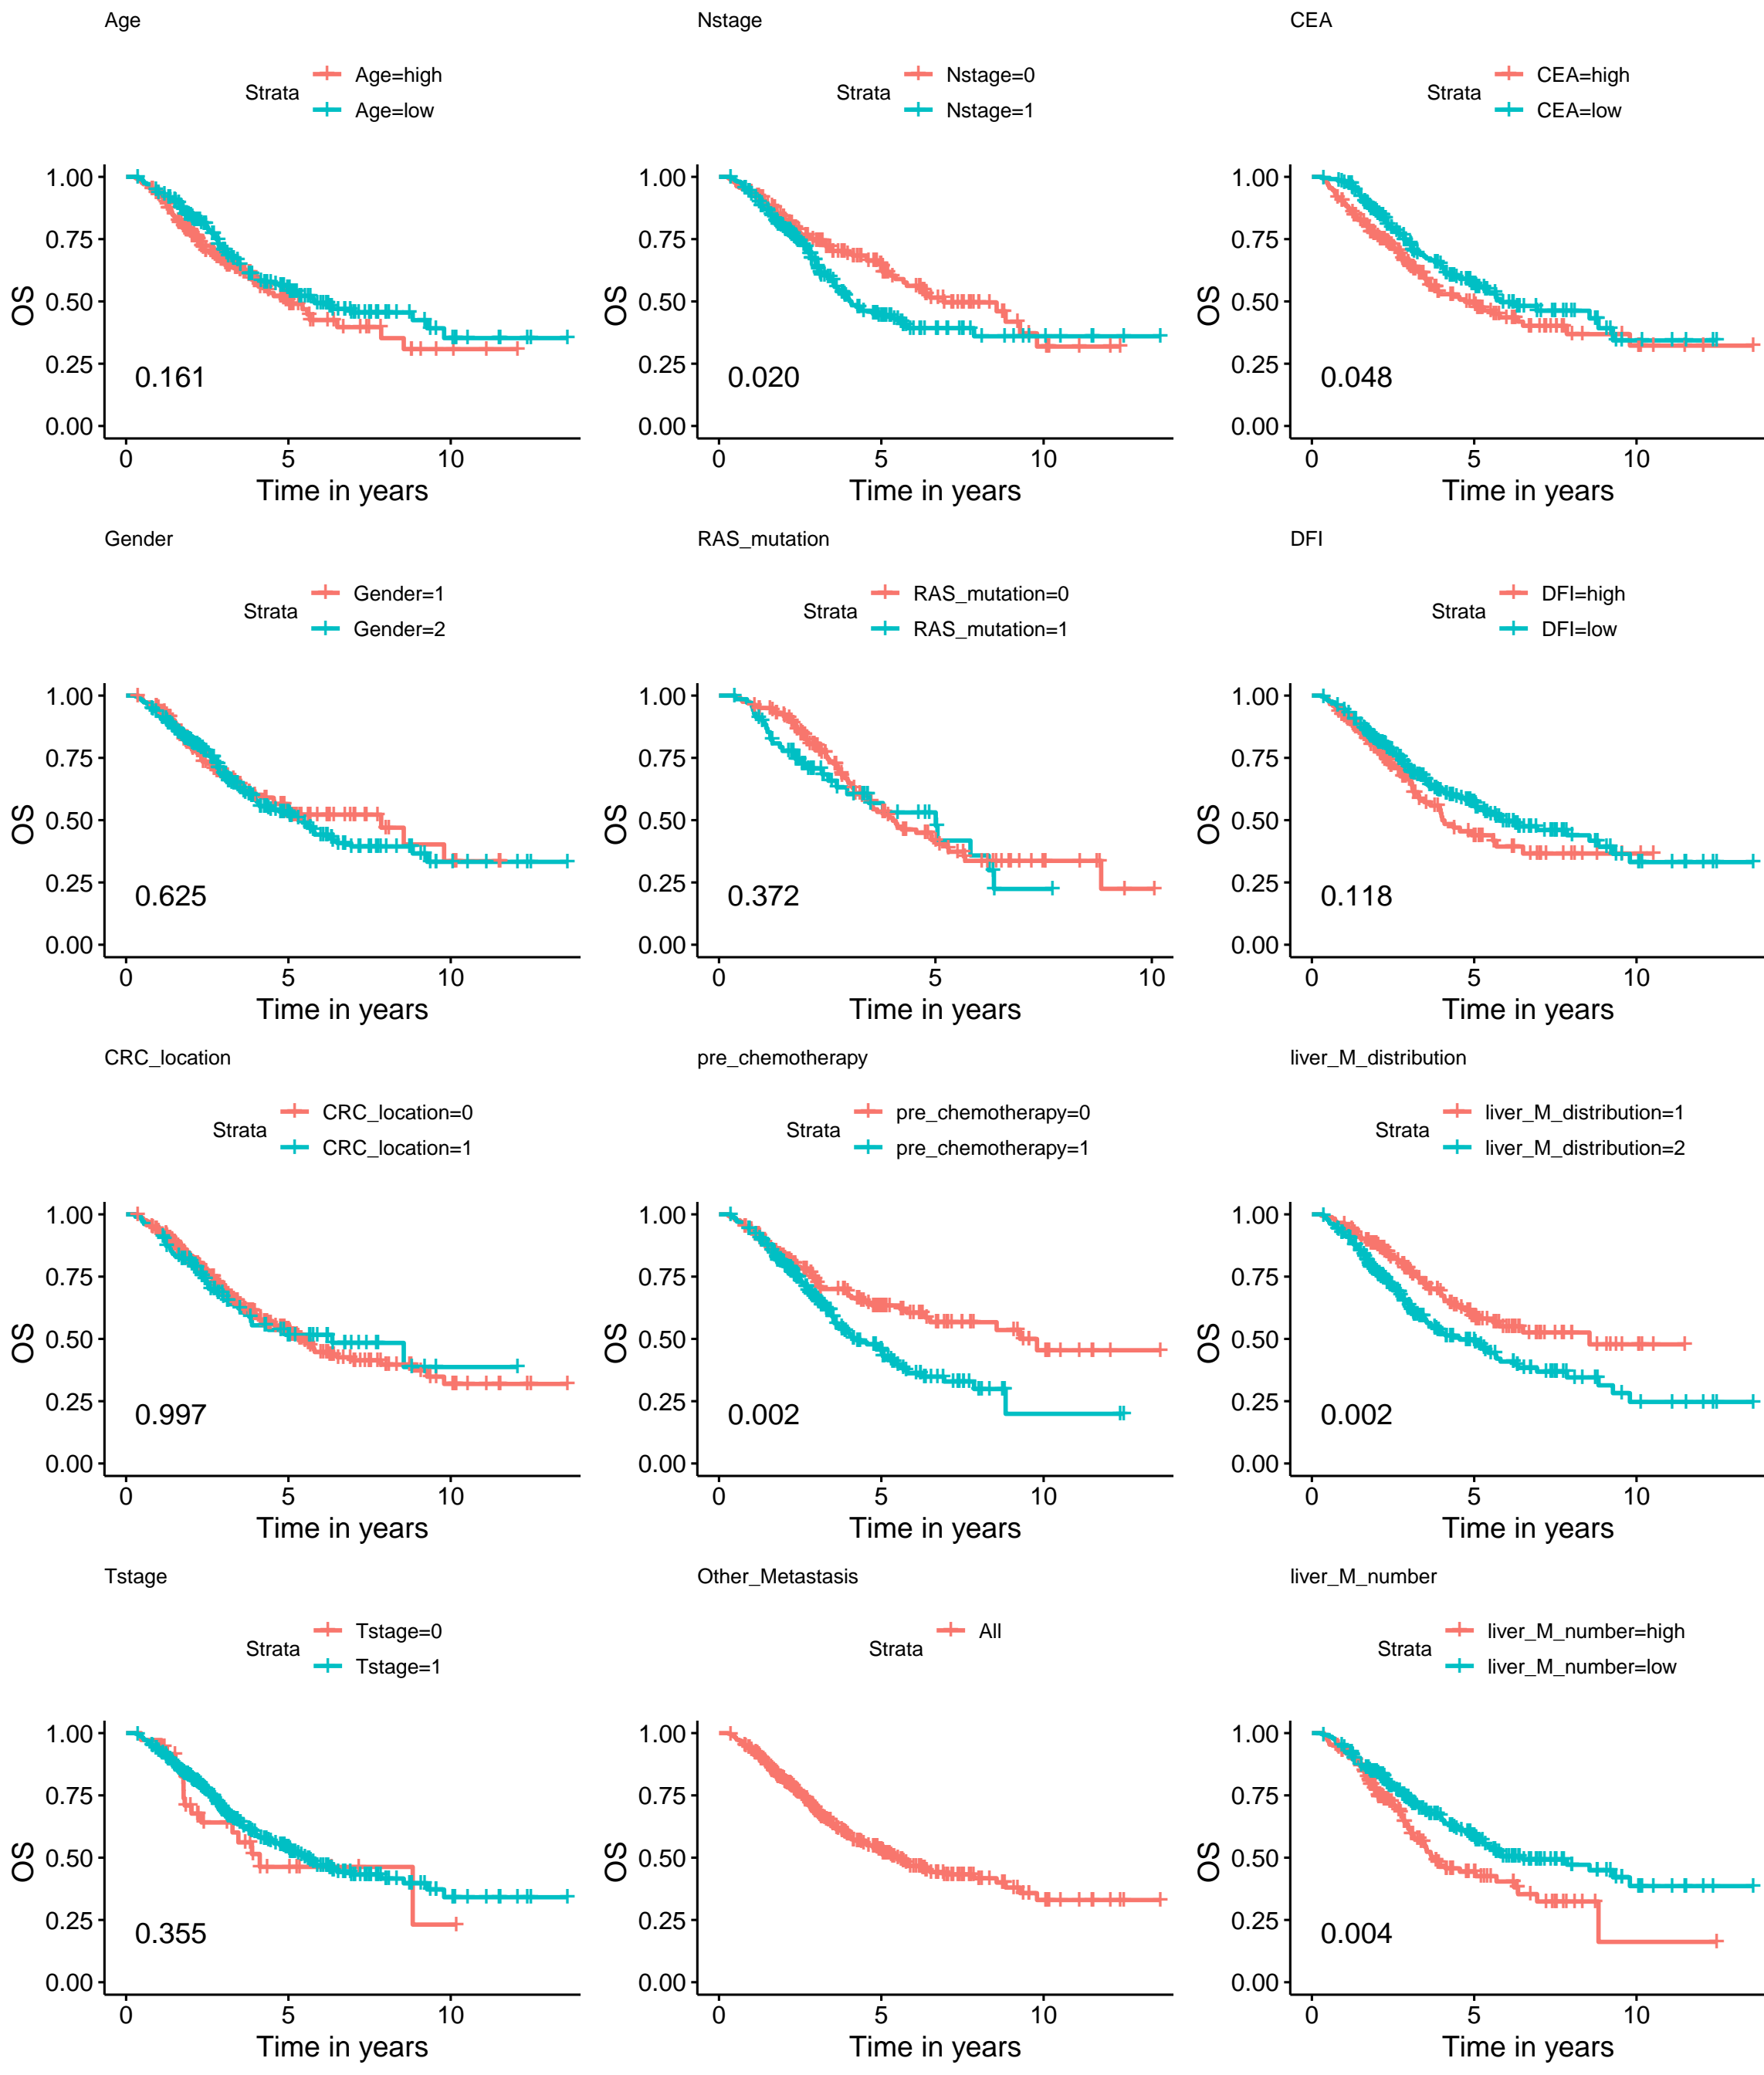 Age
Strata
Age=high
Age=low
OS
1.00
0.75
0.50
0.25
0.00
0.161
0 5 10
Time in years
Nstage
Strata
Nstage=0
Nstage=1
OS
1.00
0.75
0.50
0.25
0.00
0.020
0 5 10
Time in years
CEA
Strata
CEA=high
CEA=low
OS
1.00
0.75
0.50
0.25
0.00
0.048
0 5 10
Time in years
Gender
Strata
Gender=1
Gender=2
OS
1.00
0.75
0.50
0.25
0.00
0.625
0 5 10
Time in years
RAS_mutation
Strata
RAS_mutation=0
RAS_mutation=1
OS
1.00
0.75
0.50
0.25
0.00
0.372
0 5 10
Time in years
DFI
Strata
DFI=high
DFI=low
OS
1.00
0.75
0.50
0.25
0.00
0.118
0 5 10
Time in years
CRC_location
Strata
CRC_location=0
CRC_location=1
OS
1.00
0.75
0.50
0.25
0.00
0.997
0 5 10
Time in years
pre_chemotherapy
Strata
pre_chemotherapy=0
pre_chemotherapy=1
OS
1.00
0.75
0.50
0.25
0.00
0.002
0 5 10
Time in years
liver_M_distribution
Strata
liver_M_distribution=1
liver_M_distribution=2
OS
1.00
0.75
0.50
0.25
0.00
0.002
0 5 10
Time in years
Tstage
Strata
Tstage=0
Tstage=1
OS
1.00
0.75
0.50
0.25
0.00
0.355
0 5 10
Time in years
Other_Metastasis
Strata
All
OS
1.00
0.75
0.50
0.25
0.00
0 5 10
Time in years
liver_M_number
Strata
liver_M_number=high
liver_M_number=low
OS
1.00
0.75
0.50
0.25
0.00
0.004
0 5 10
Time in years